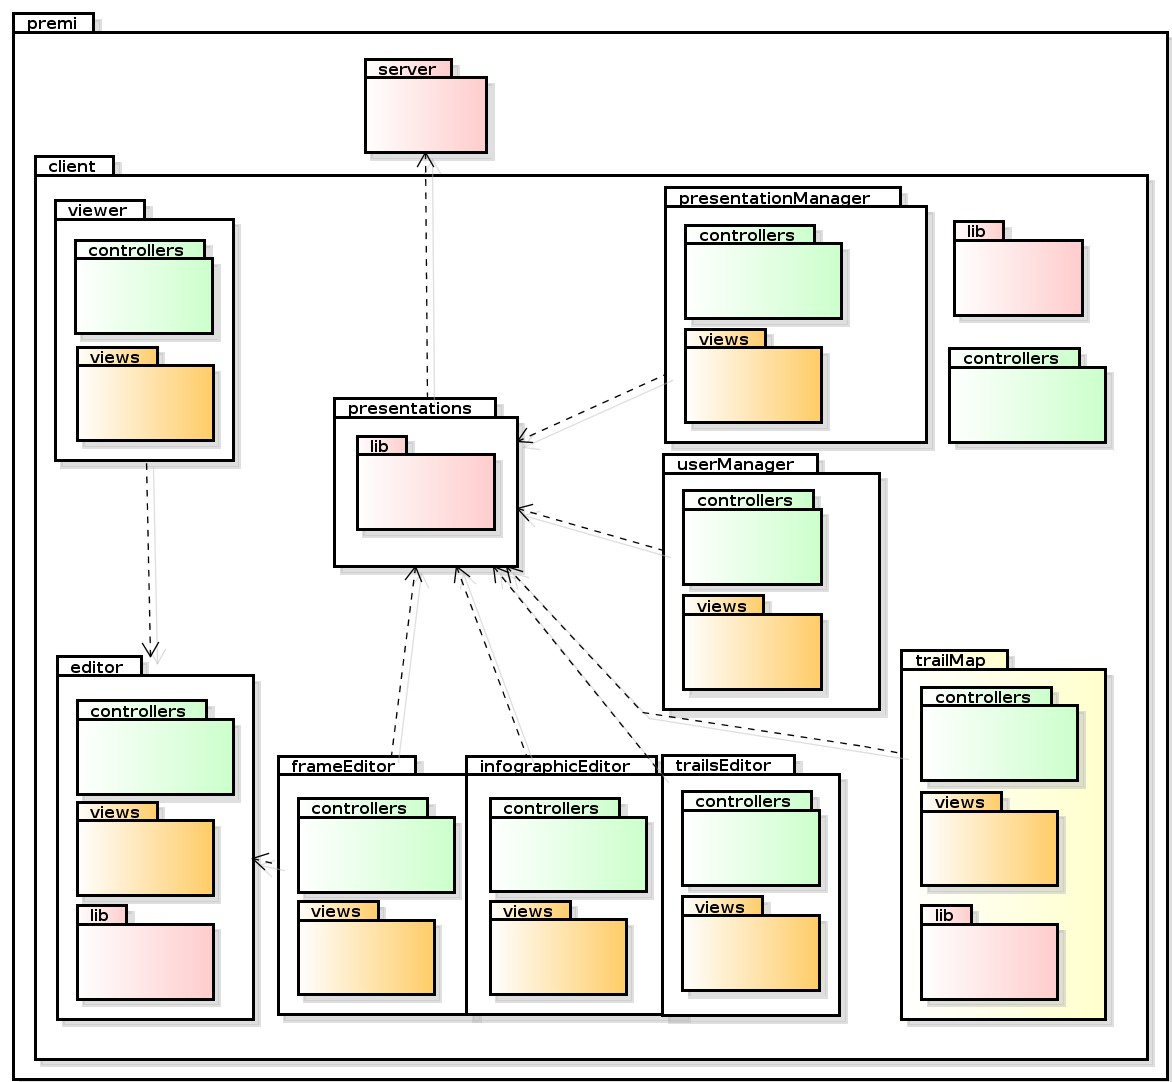 premi
server
client
viewer
controllers
views
presentationManager
controllers
views
lib
controllers
presentations
lib
userManager
controllers
views
editor
controllers
views
lib
frameEditor
controllers
views
infographicEditor
controllers
views
trailsEditor
controllers
views
trailMap
controllers
views
lib